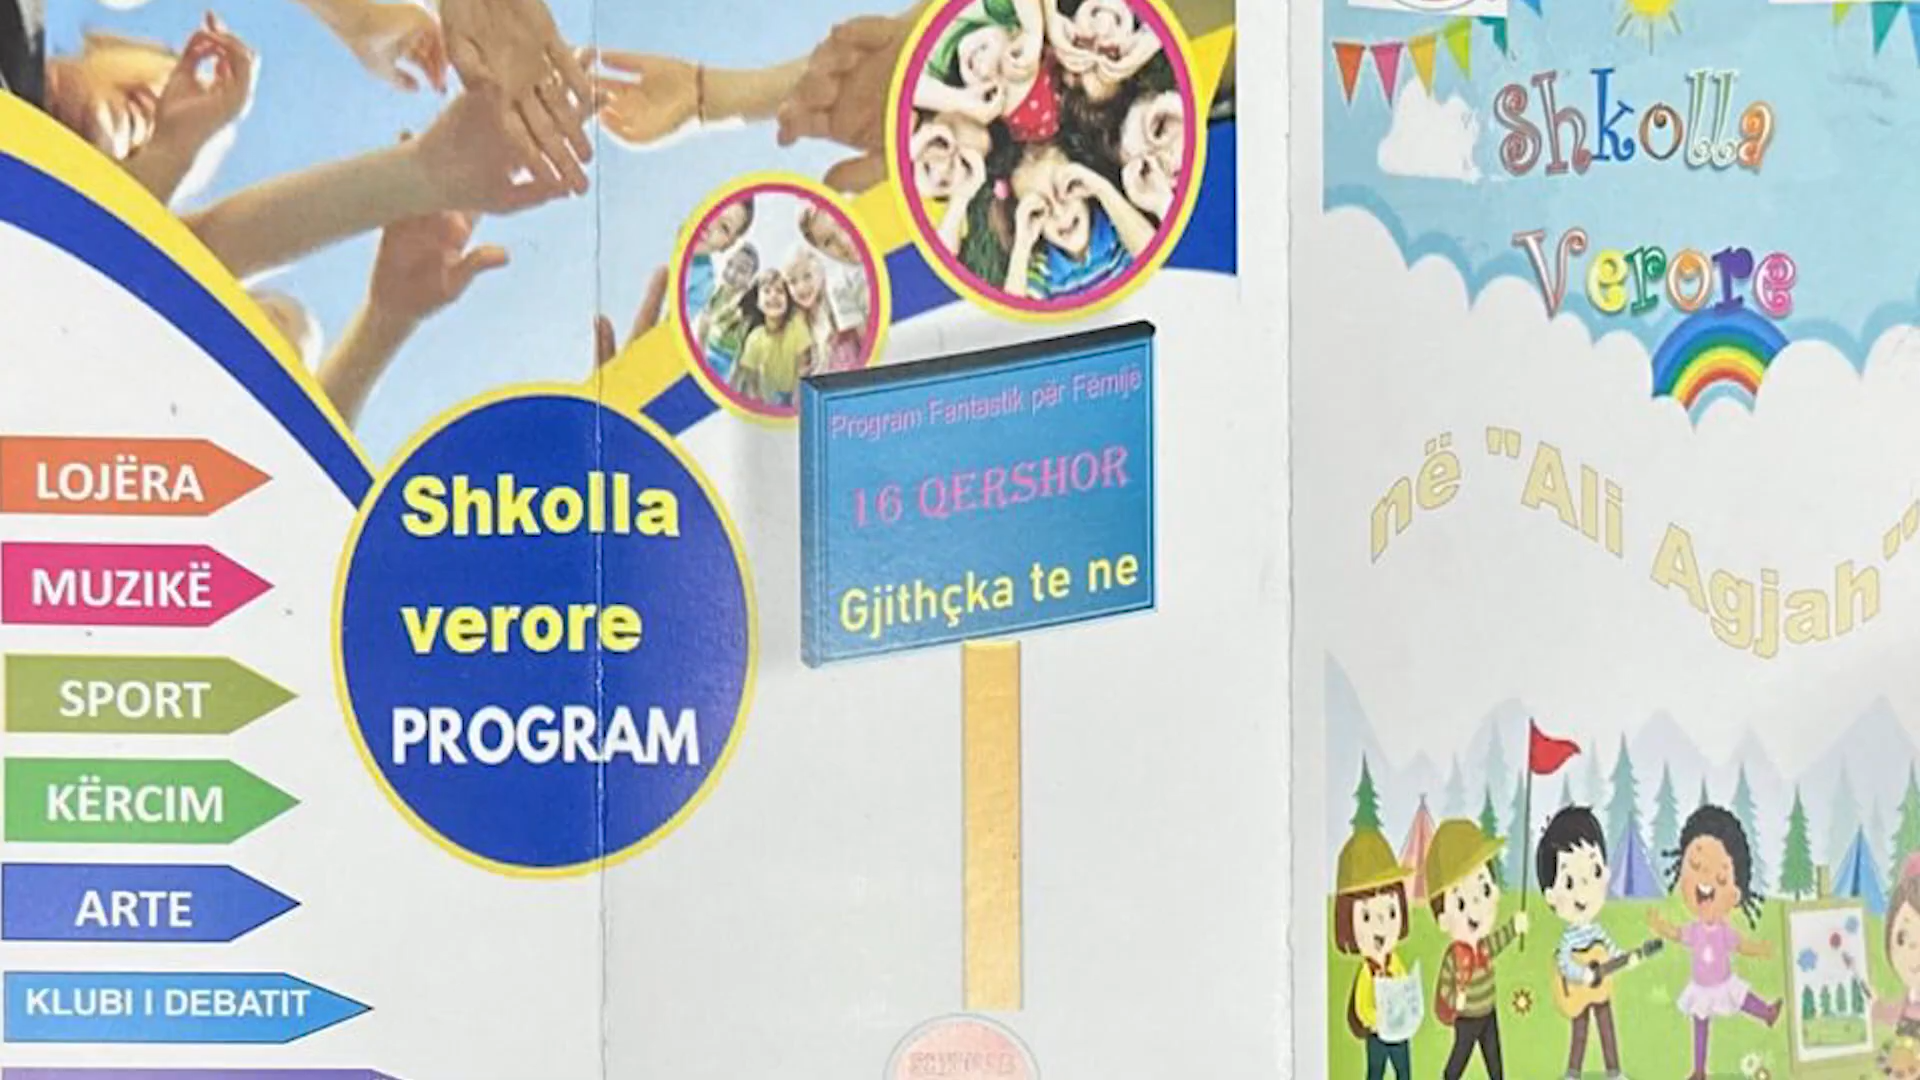 LOJËRA
MUZIKË
SPORT
KËRCIM
ARTE
KLUBI I DEBATIT
Shkolla
verore
PROGRAM
Program Fantastik për Fëmijë
16 QERSHOR
Gjithçka te ne
Shkolla
Verore
në "Ali Agjah"